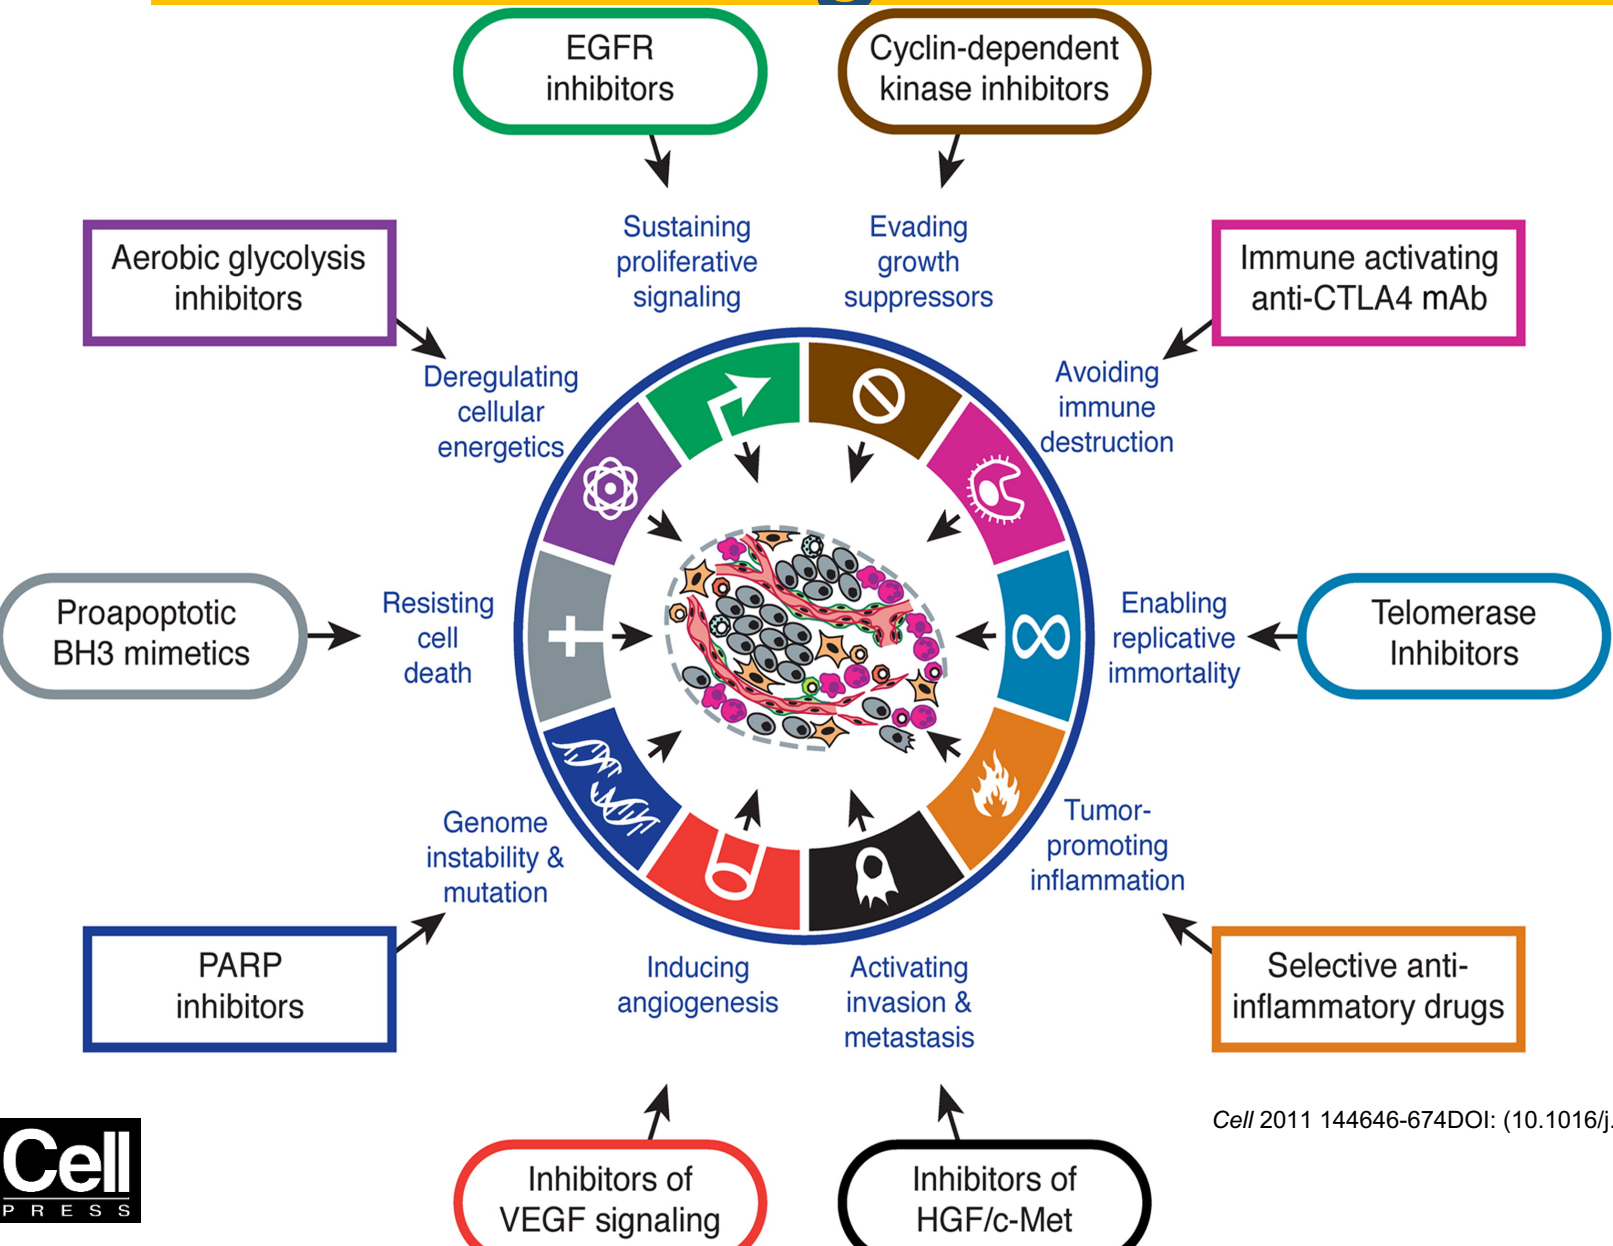 EGFR
inhibitors
Cyclin-dependent
kinase inhibitors
Sustaining
proliferative
signaling
Evading
growth
suppressors
Aerobic glycolysis
inhibitors
Immune activating
anti-CTLA4 mAb
Deregulating
cellular
energetics
Avoiding
immune
destruction
Proapoptotic
BH3 mimetics
Resisting
cell
death
Enabling
replicative
immortality
Telomerase
Inhibitors
Genome
instability &
mutation
Tumor-
promoting
inflammation
PARP
inhibitors
Inducing
angiogenesis
Activating
invasion &
metastasis
Selective anti-
inflammatory drugs
Cell 2011 144646-674DOI: (10.1016/j.
Cell
PRESS
Inhibitors of
VEGF signaling
Inhibitors of
HGF/c-Met